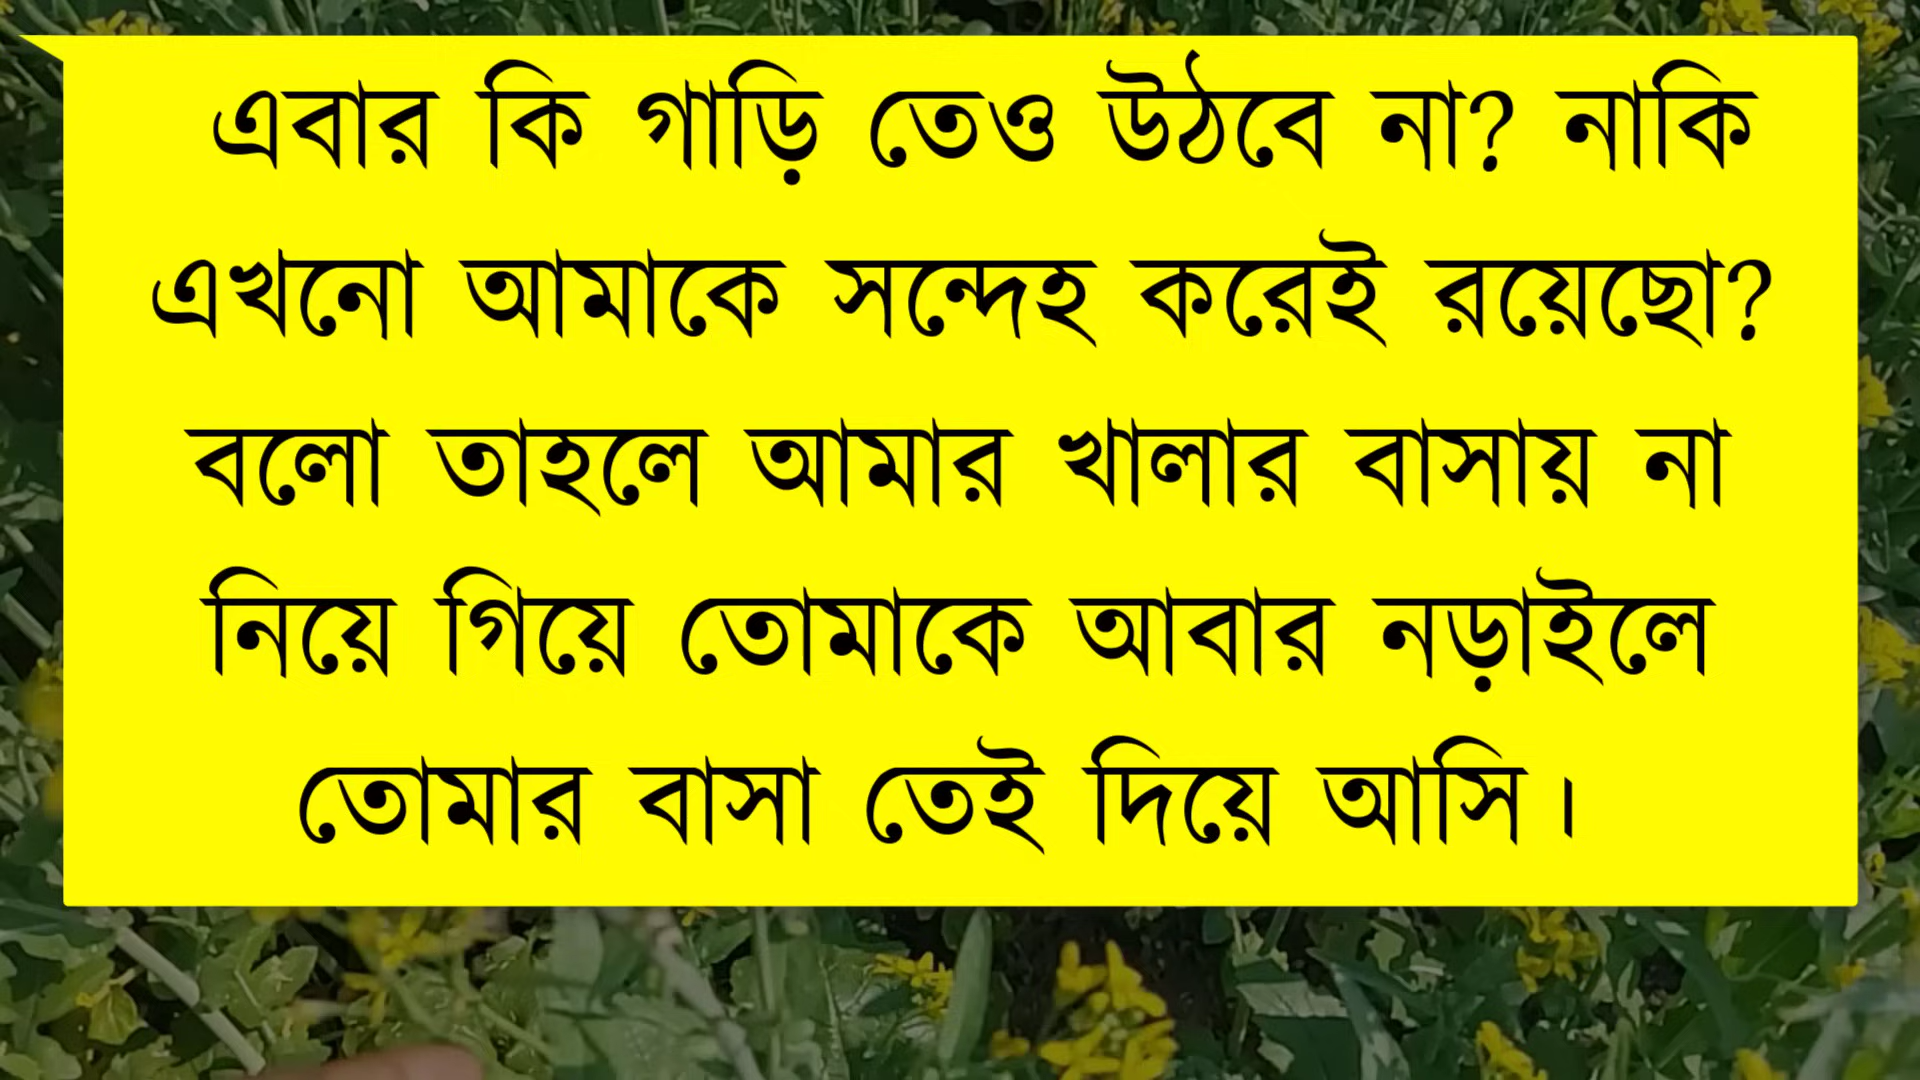 এবার কি গাড়ি তেও উঠবে না? নাকি
এখনো আমাকে সন্দেহ করেই রয়েছো?
বলো তাহলে আমার খালার বাসায় না
নিয়ে গিয়ে তোমাকে আবার নড়াইলে
তোমার বাসা তেই দিয়ে আসি।